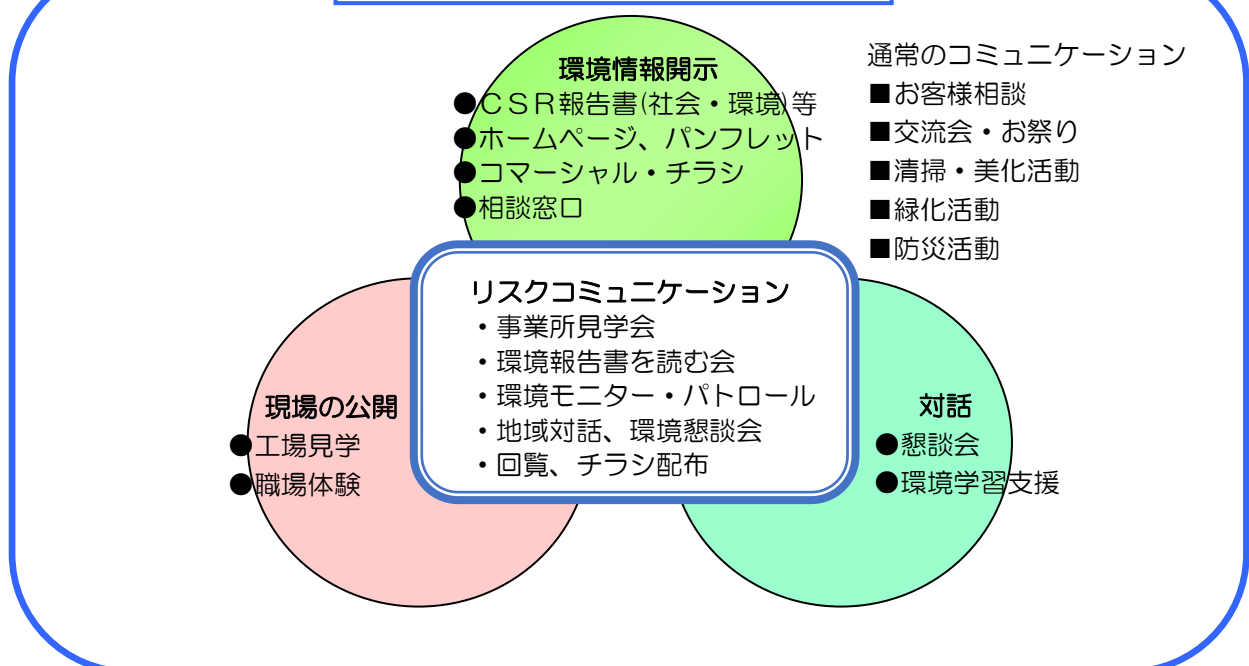 環境情報開示
●ＣＳＲ報告書(社会・環境)等
●ホームページ、パンフレット
●コマーシャル・チラシ
●相談窓口
通常のコミュニケーション
■お客様相談
■交流会・お祭り
■清掃・美化活動
■緑化活動
■防災活動
リスクコミュニケーション
・事業所見学会
・環境報告書を読む会
・環境モニター・パトロール
・地域対話、環境懇談会
・回覧、チラシ配布
現場の公開
●工場見学
●職場体験
対話
●懇談会
●環境学習支援